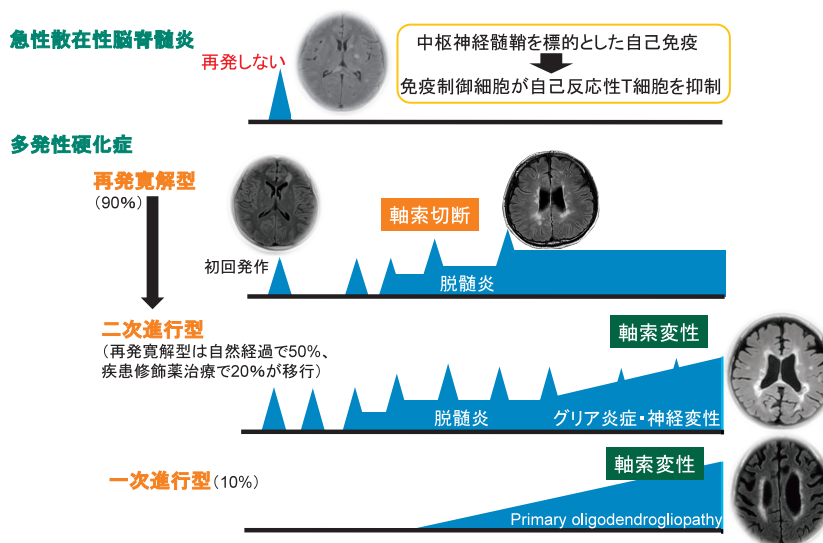 急性散在性脳脊髄炎
再発しない
中枢神経髄鞘を標的とした自己免疫
免疫制御細胞が自己反応性T細胞を抑制
多発性硬化症
再発寛解型
(90%)
軸索切断
初回発作
脱髄炎
二次進行型
(再発寛解型は自然経過で50%、
疾患修飾薬治療で20%が移行)
軸索変性
脱髄炎
グリア炎症・神経変性
一次進行型(10%)
軸索変性
Primary oligodendrogliopathy